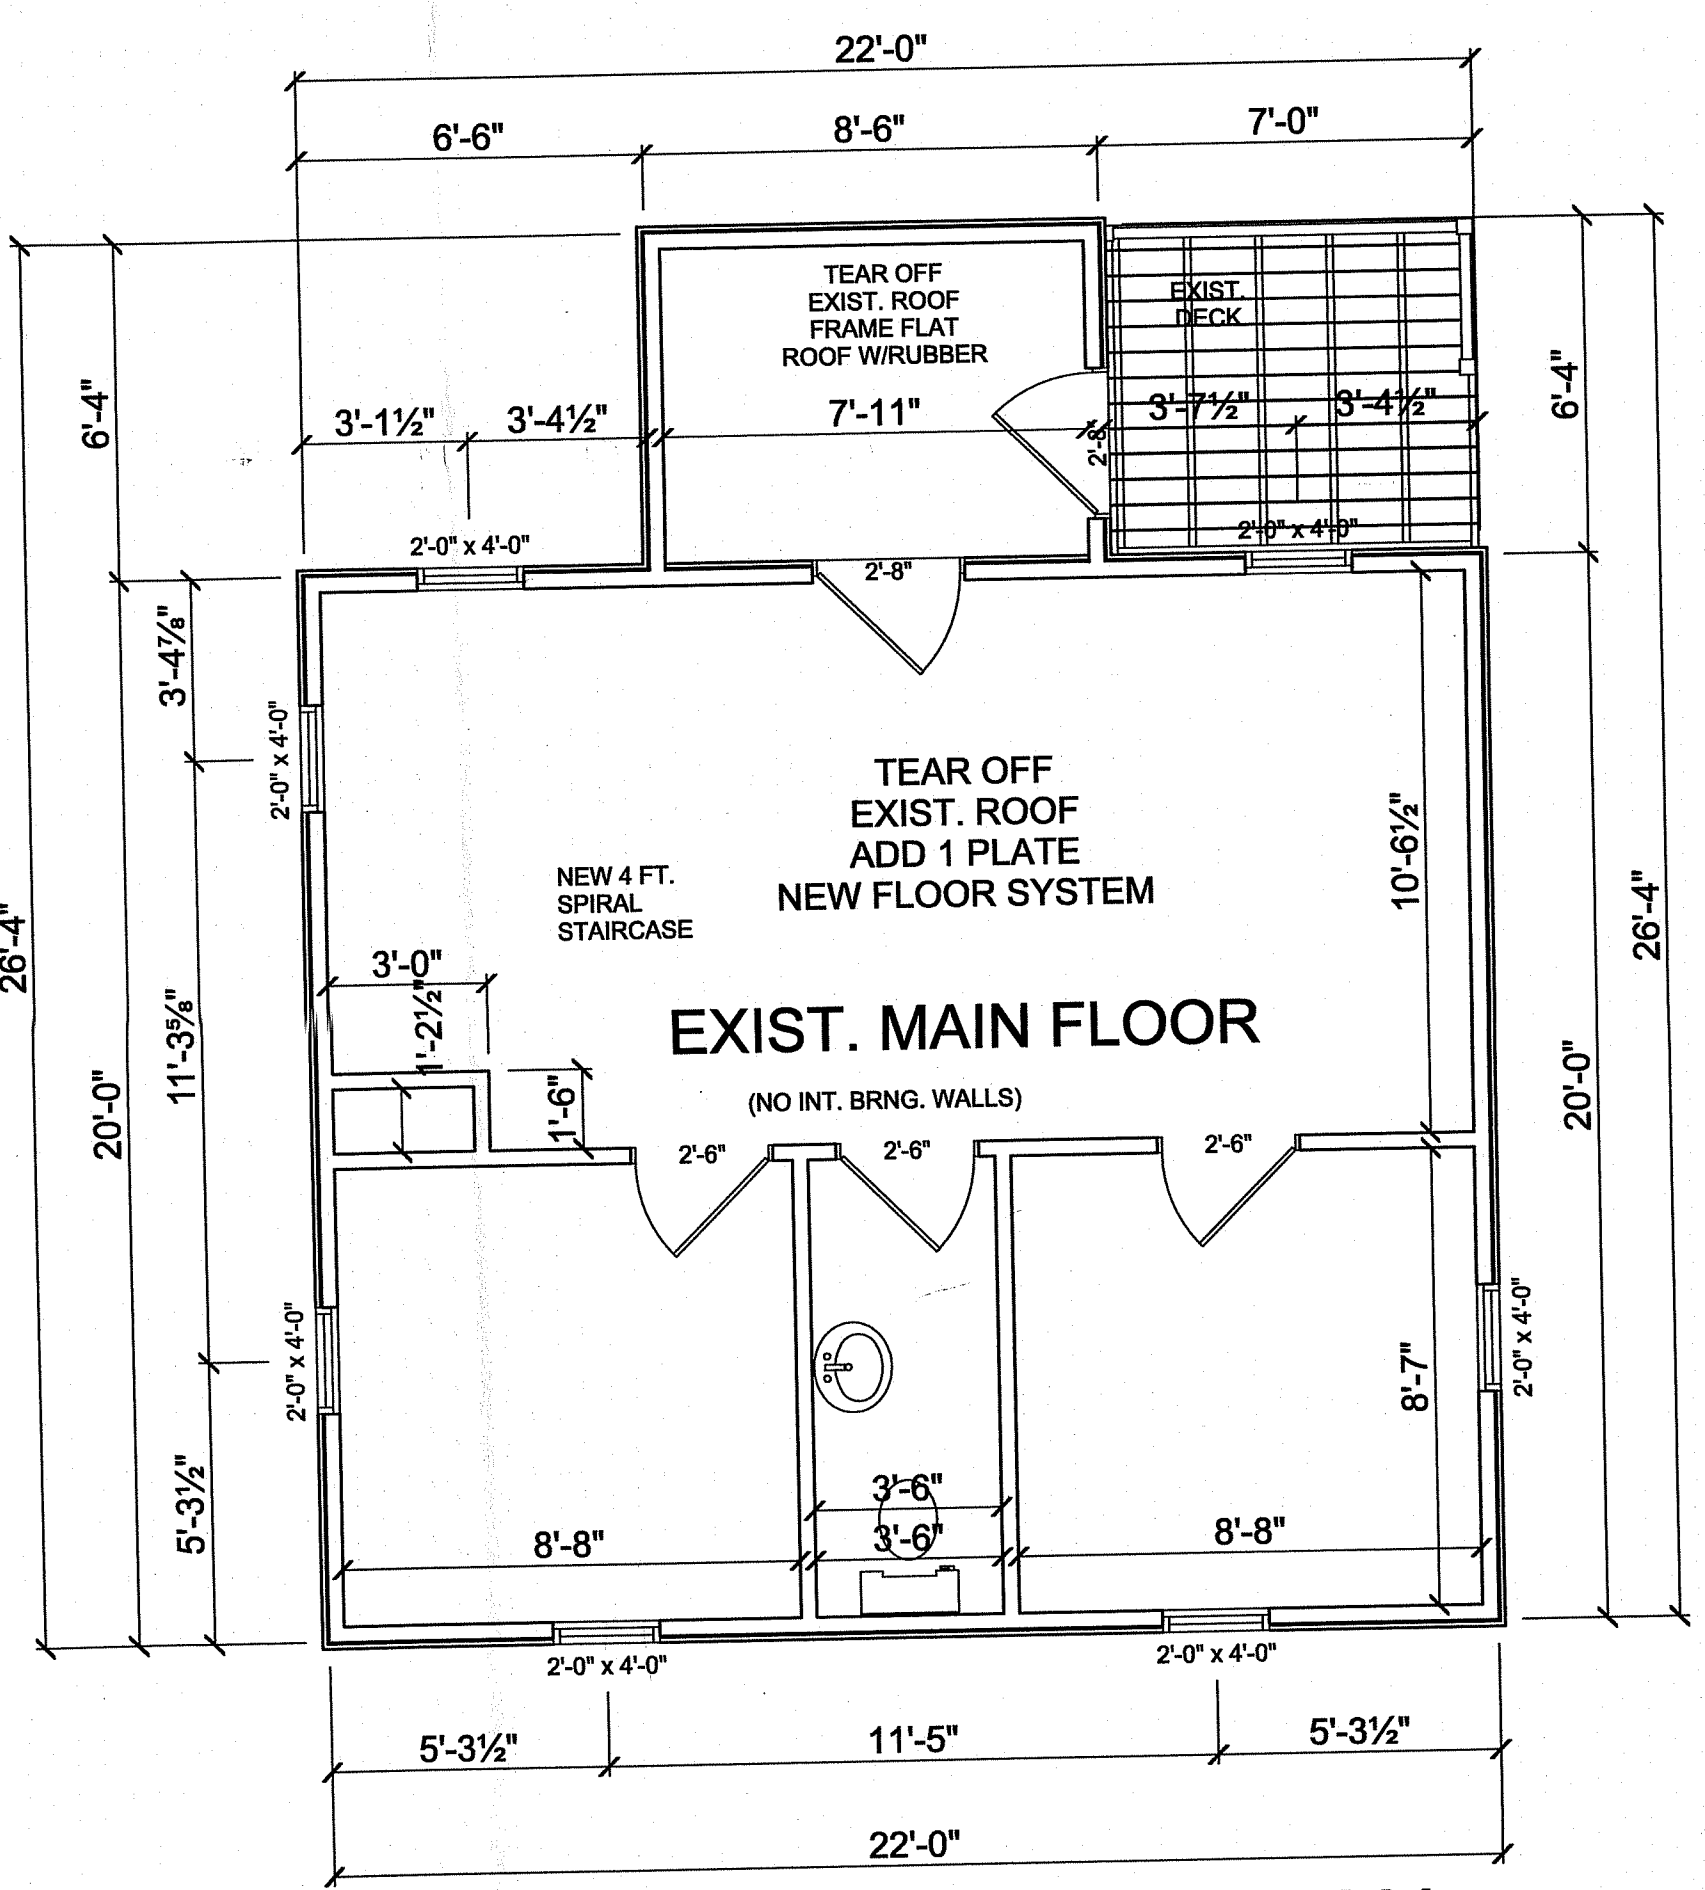 22'-0"
6'-6"
8'-6"
7'-0"
TEAR OFF
EXIST. ROOF
FRAME FLAT
ROOF W/RUBBER
EXIST.
DECK
6'-4"
6'-4"
3'-1½"
3'-4½"
7'-11"
2'-8"
3'-7½"
3'-4½"
2'-0" x 4'-0"
2'-8"
2'-0" x 4'-0"
3'-4⅞"
2'-0" x 4'-0"
TEAR OFF
EXIST. ROOF
ADD 1 PLATE
NEW FLOOR SYSTEM
10'-6½"
NEW 4 FT.
SPIRAL
STAIRCASE
26'-4"
26'-4"
3'-0"
1'-2½"
EXIST. MAIN FLOOR
11'-3⅝"
20'-0"
1'-6"
(NO INT. BRNG. WALLS)
20'-0"
2'-6"
2'-6"
2'-6"
2'-0" x 4'-0"
8'-7"
2'-0" x 4'-0"
5'-3½"
3'-6"
3'-6"
8'-8"
8'-8"
2'-0" x 4'-0"
2'-0" x 4'-0"
5'-3½"
11'-5"
5'-3½"
22'-0"